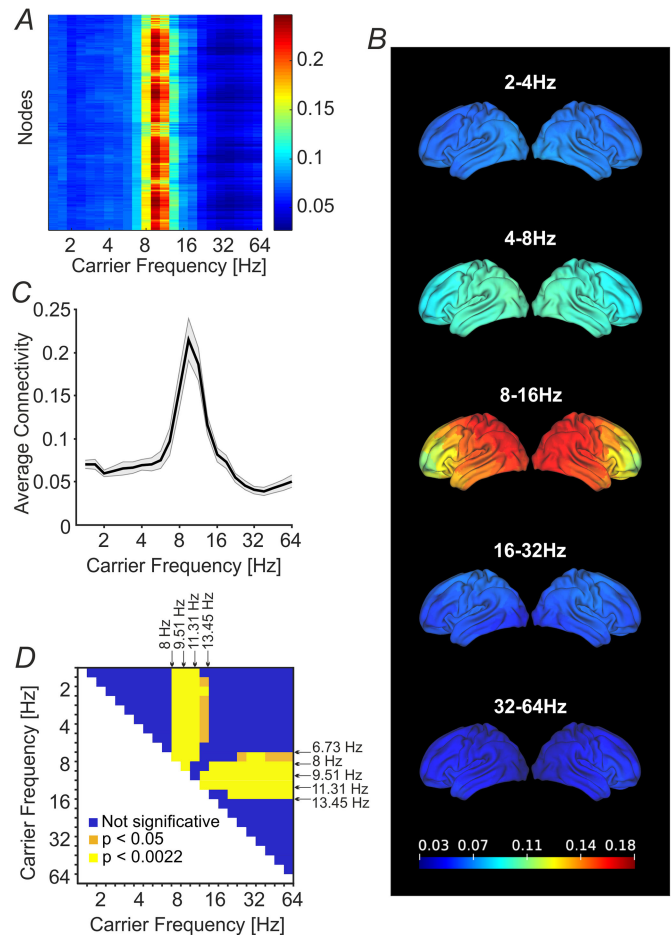 A
Nodes
0.2
0.15
0.1
0.05
2 4 8 16 32 64
Carrier Frequency [Hz]
B
2-4Hz
4-8Hz
8-16Hz
16-32Hz
32-64Hz
0.03 0.07 0.11 0.14 0.18
C
Average Connectivity
0.25
0.2
0.15
0.1
0.05
0
2 4 8 16 32 64
Carrier Frequency [Hz]
D
8 Hz
9.51 Hz
11.31 Hz
13.45 Hz
Carrier Frequency [Hz]
2
4
8
16
32
64
6.73 Hz
8 Hz
9.51 Hz
11.31 Hz
13.45 Hz
Not significative
p < 0.05
p < 0.0022
2 4 8 16 32 64
Carrier Frequency [Hz]